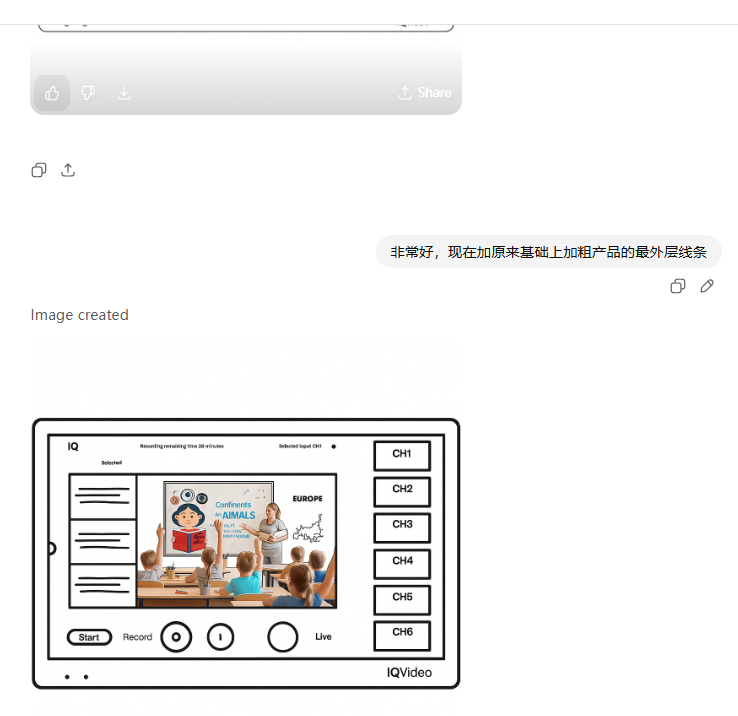 Share
非常好，现在加原来基础上加粗产品的最外层线条
Image created
IQ
Recording remaining time 28 minutes
Selected input CH1
Selected
CH1
CH2
CH3
CH4
CH5
CH6
Confinents
AIMALS
EUROPE
Start
Record
Live
IQVideo